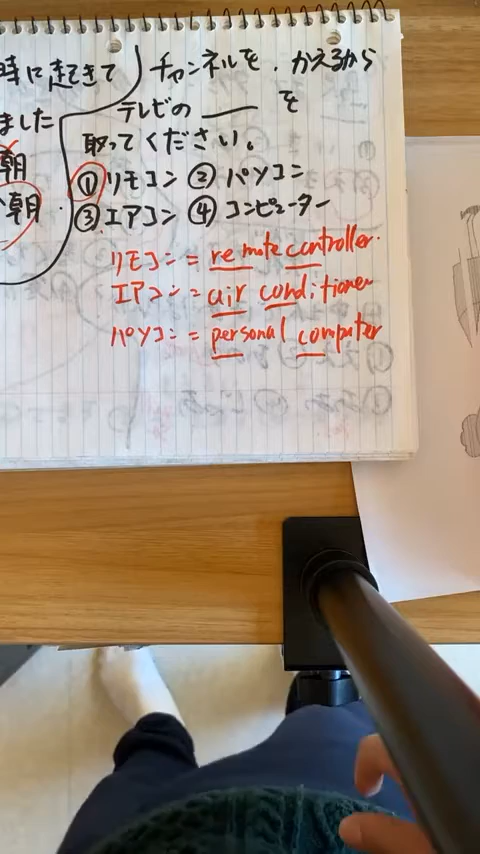 時に起きて
ました
朝
朝
チャンネルを、かえるから
テレビの ___ を
取ってください。
① リモコン ② パソコン
③ エアコン ④ コンピューター
リモコン = remote controller.
エアコン = air conditioner
パソコン = personal computer